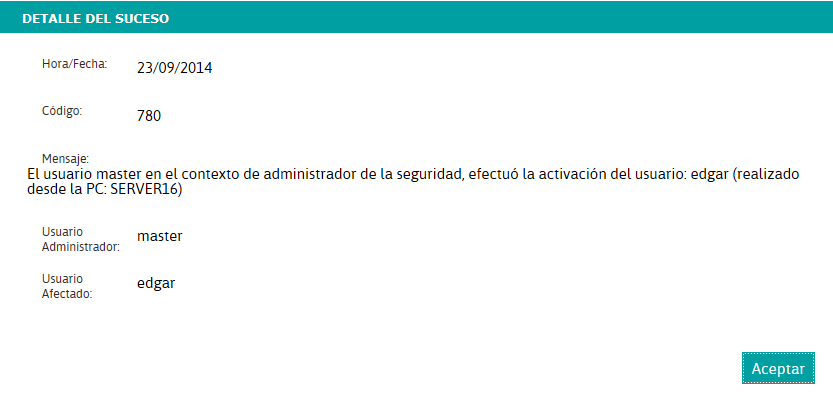 DETALLE DEL SUCESO
Hora/Fecha:
23/09/2014
Código:
780
Mensaje:
El usuario master en el contexto de administrador de la seguridad, efectuó la activación del usuario: edgar (realizado
desde la PC: SERVER16)
Usuario
Administrador:
master
Usuario
Afectado:
edgar
Aceptar